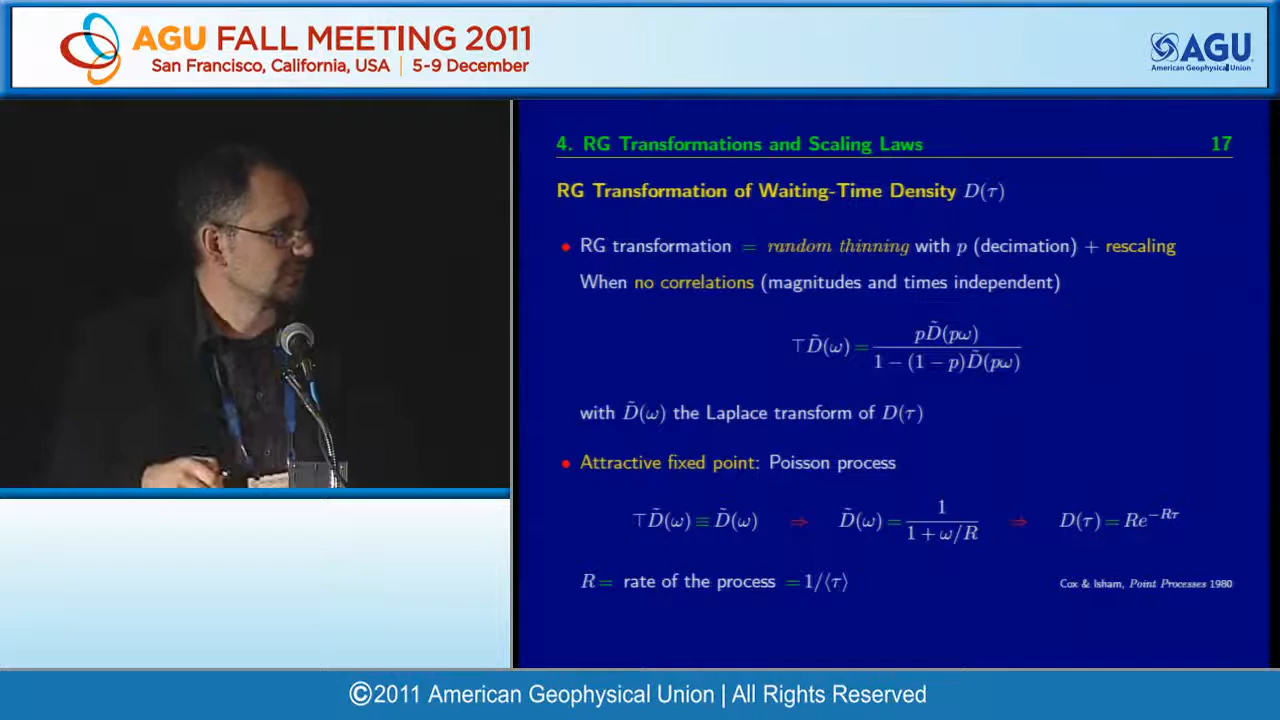 AGU FALL MEETING 2011
San Francisco, California, USA | 5-9 December
AGU
American Geophysical Union
4. RG Transformations and Scaling Laws 17
RG Transformation of Waiting-Time Density D(τ)
• RG transformation = random thinning with p (decimation) + rescaling
When no correlations (magnitudes and times independent)
⊤D̃(ω) = pD̃(pω) / 1 − (1 − p)D̃(pω)
with D̃(ω) the Laplace transform of D(τ)
• Attractive fixed point: Poisson process
⊤D̃(ω) ≡ D̃(ω) ⇒ D̃(ω) = 1 / 1 + ω/R ⇒ D(τ) = Re^−Rτ
R = rate of the process = 1/⟨τ⟩ Cox & Isham, Point Processes 1980
©2011 American Geophysical Union | All Rights Reserved